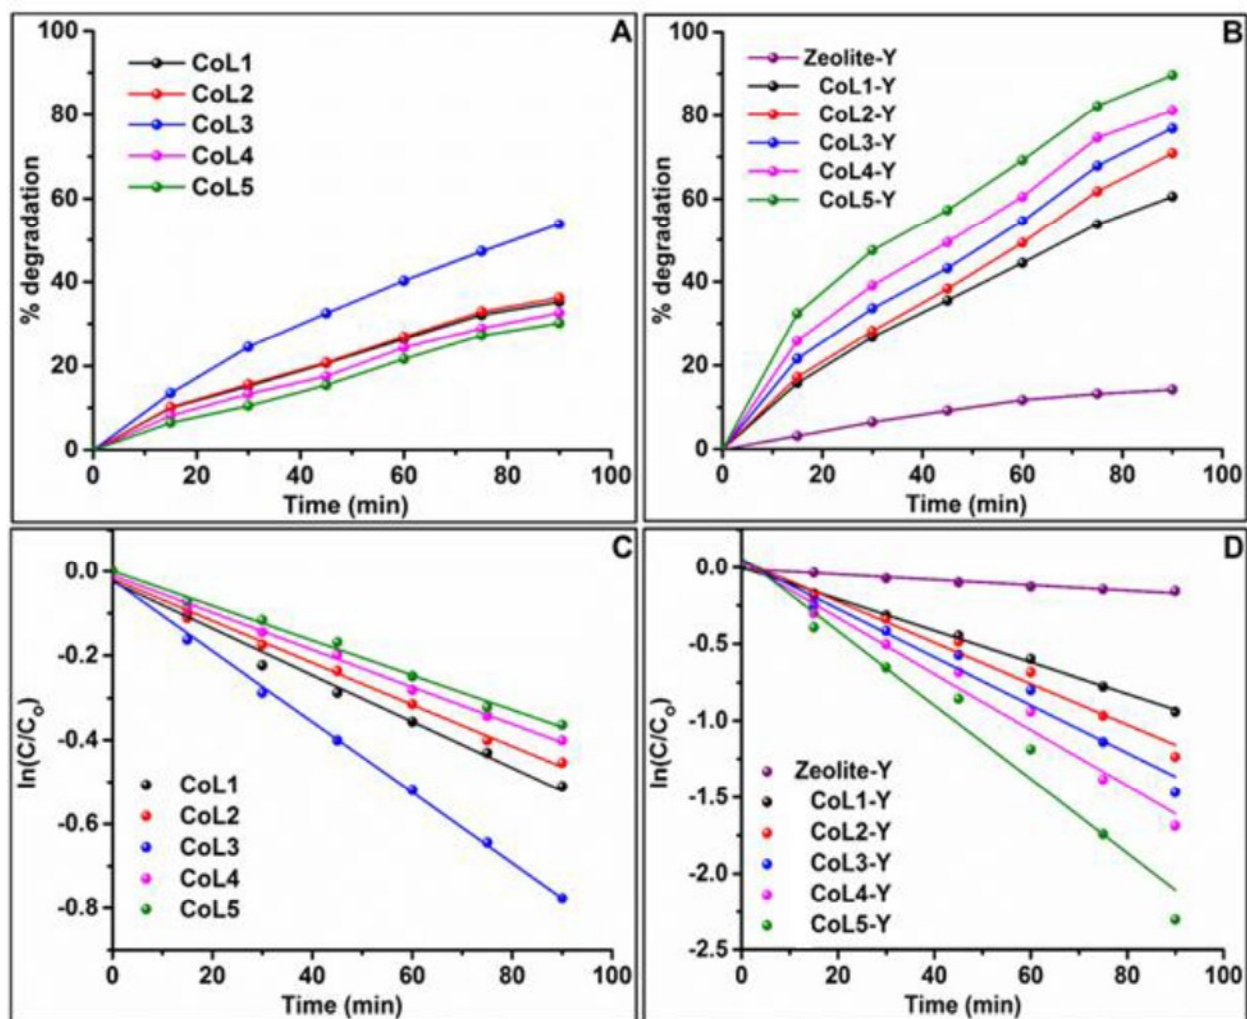 A
100
80
60
40
20
0
% degradation
CoL1
CoL2
CoL3
CoL4
CoL5
0 20 40 60 80 100
Time (min)
B
100
80
60
40
20
0
% degradation
Zeolite-Y
CoL1-Y
CoL2-Y
CoL3-Y
CoL4-Y
CoL5-Y
0 20 40 60 80 100
Time (min)
C
0.0
-0.2
-0.4
-0.6
-0.8
ln(C/Co)
CoL1
CoL2
CoL3
CoL4
CoL5
0 20 40 60 80 100
Time (min)
D
0.0
-0.5
-1.0
-1.5
-2.0
-2.5
ln(C/Co)
Zeolite-Y
CoL1-Y
CoL2-Y
CoL3-Y
CoL4-Y
CoL5-Y
0 20 40 60 80 100
Time (min)